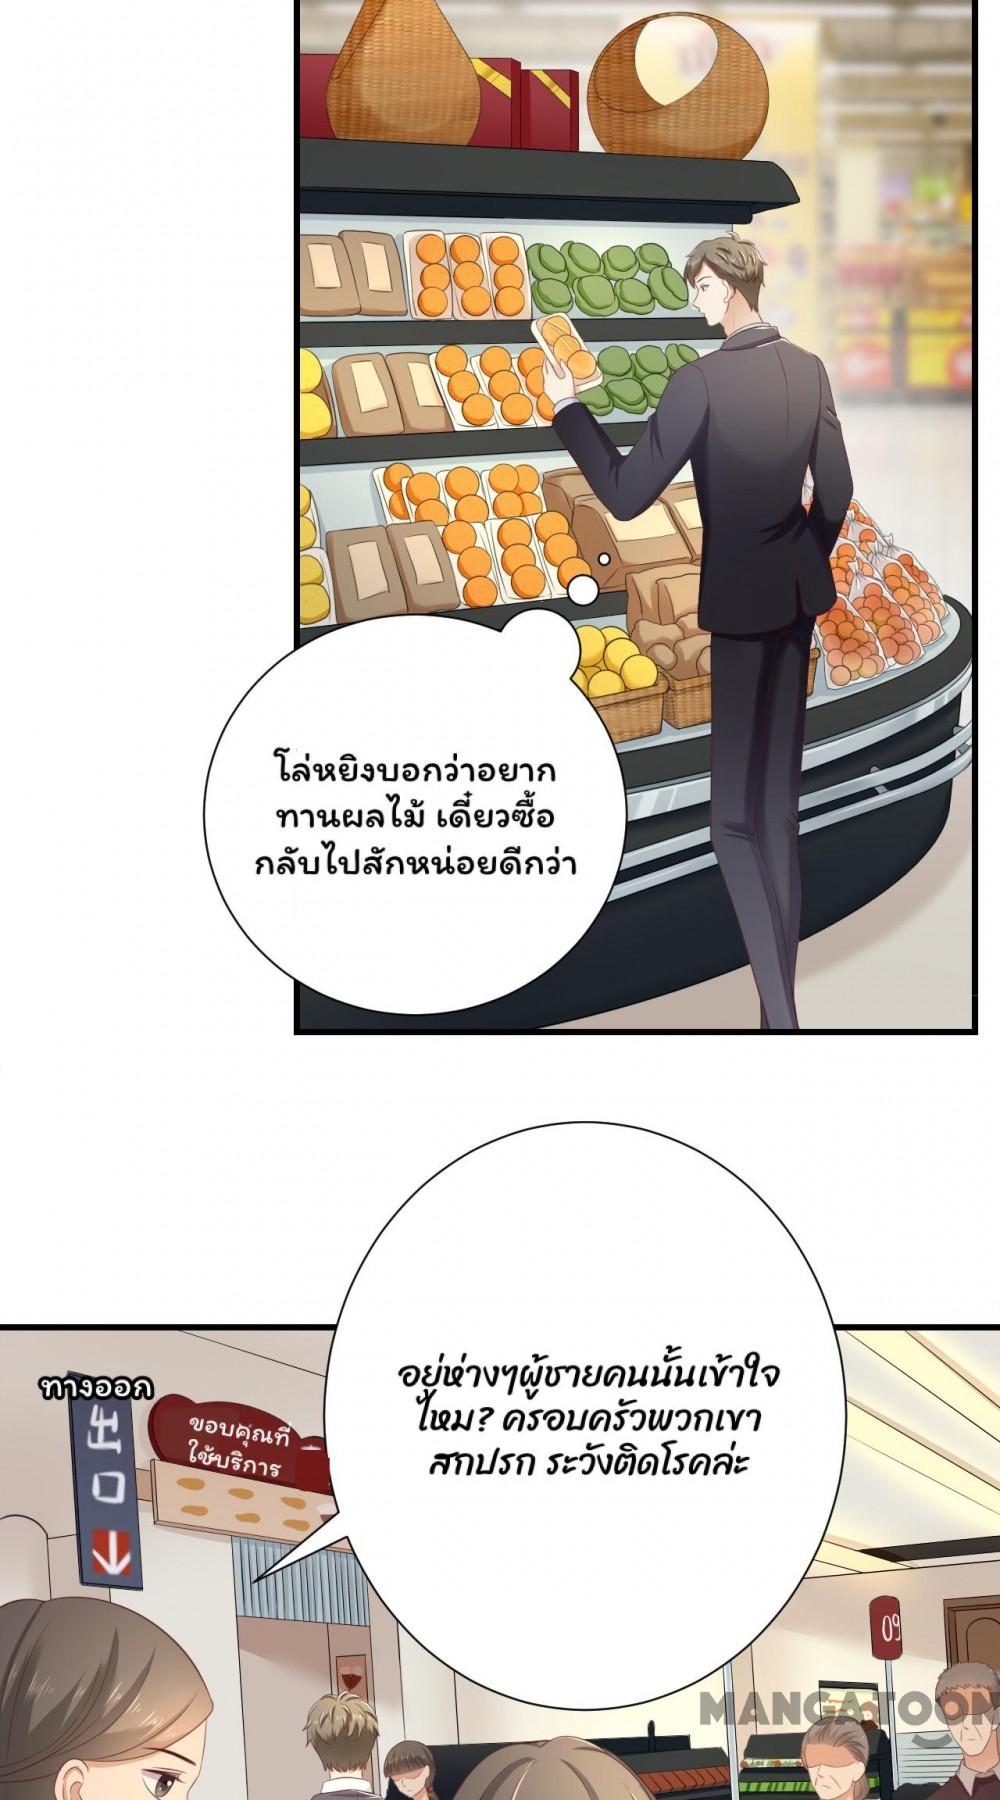 โล่หยิงบอกว่าอยาก
ทานผลไม้ เดี๋ยวซื้อ
กลับไปสักหน่อยดีกว่า
อยู่ห่างๆผู้ชายคนนั้นเข้าใจ
ไหม? ครอบครัวพวกเขา
สกปรก ระวังติดโรคล่ะ
ทางออก
出口
ขอบคุณที่
ใช้บริการ
09
MANGATOON